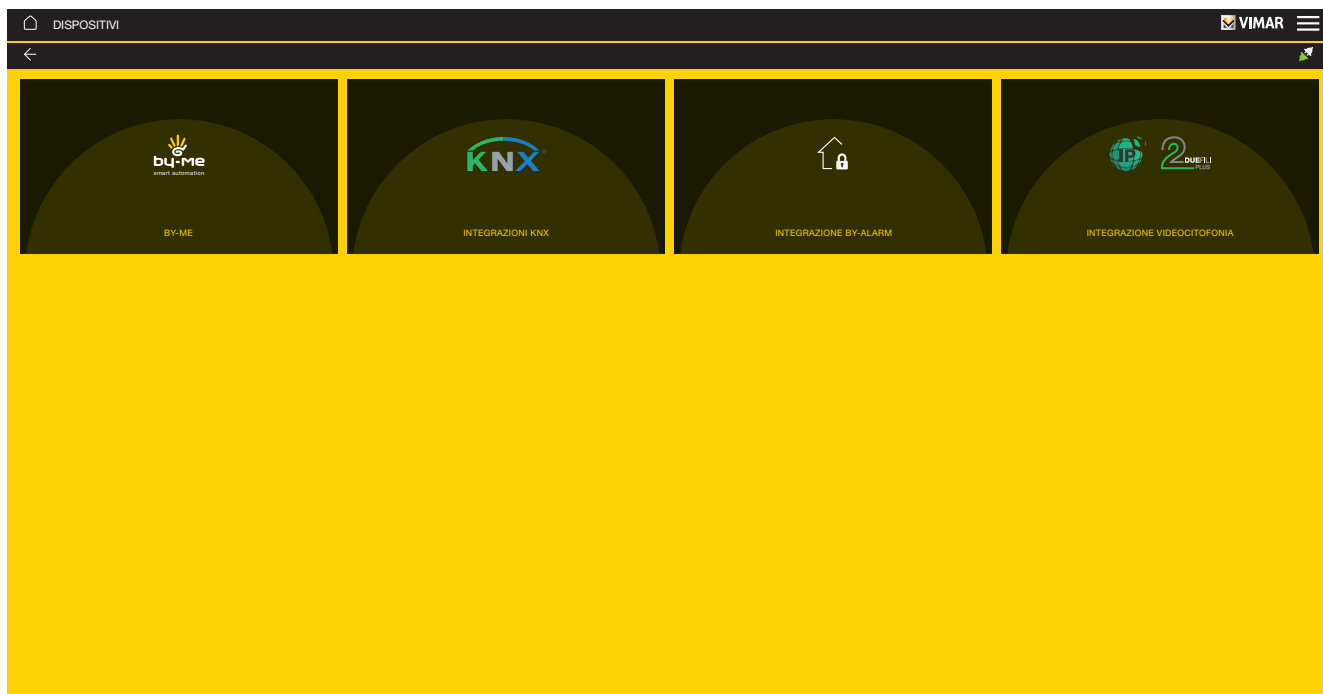 DISPOSITIVI
VIMAR
by-me
smart automation
BY-ME
KNX
INTEGRAZIONI KNX
INTEGRAZIONE BY-ALARM
IP
2 DUEFILI
PLUS
INTEGRAZIONE VIDEOCITOFONIA